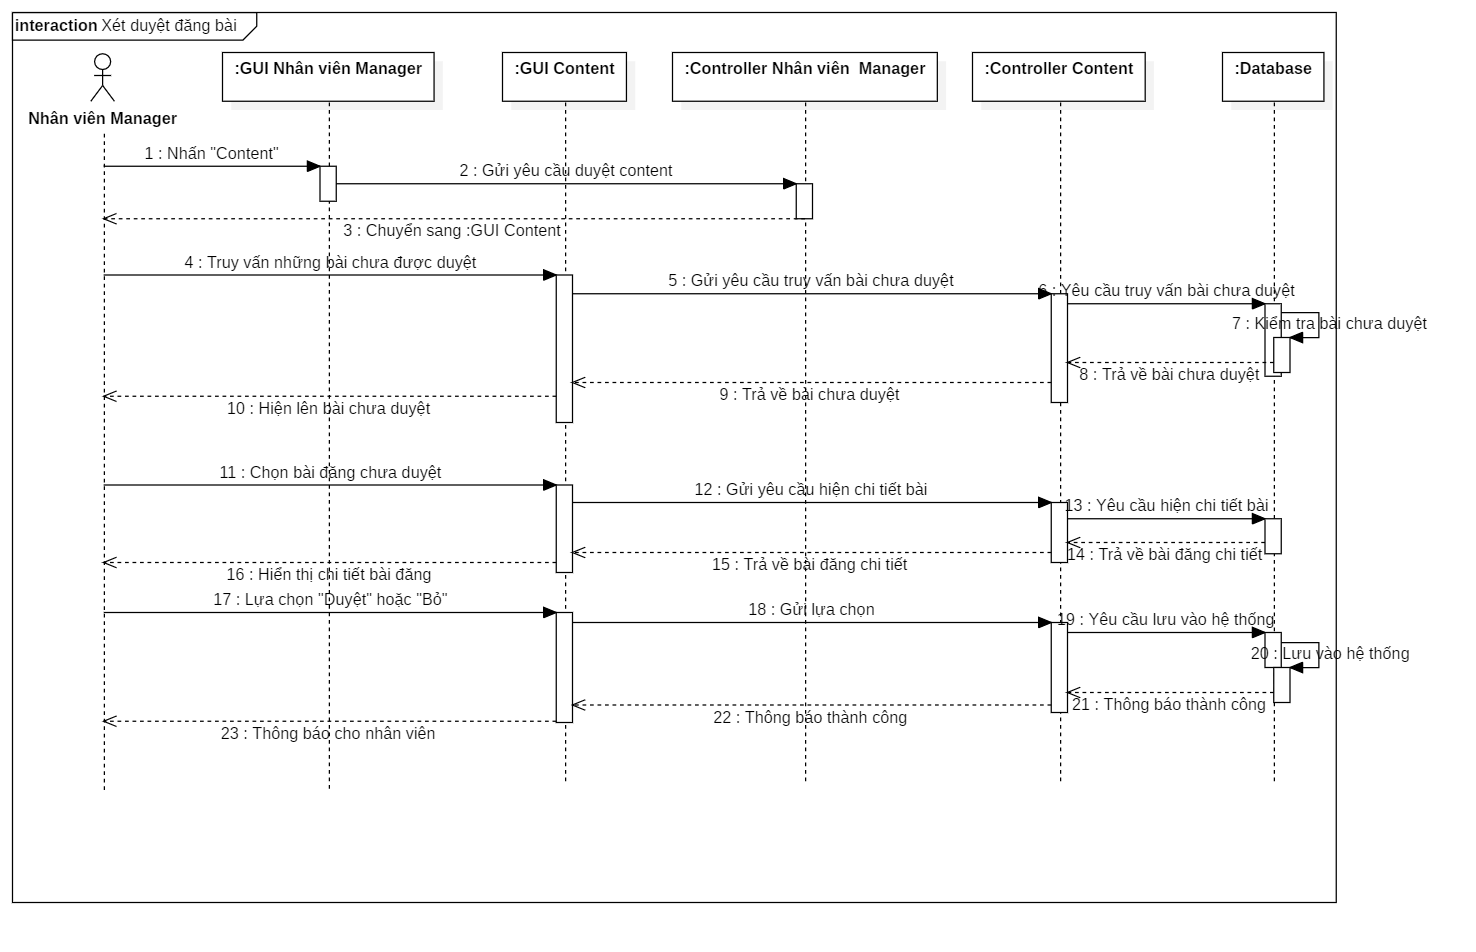 interaction Xét duyệt đăng bài
:GUI Nhân viên Manager
:GUI Content
:Controller Nhân viên  Manager
:Controller Content
:Database
Nhân viên Manager
1 : Nhấn "Content"
2 : Gửi yêu cầu duyệt content
3 : Chuyển sang :GUI Content
4 : Truy vấn những bài chưa được duyệt
5 : Gửi yêu cầu truy vấn bài chưa duyệt
6 : Yêu cầu truy vấn bài chưa duyệt
7 : Kiểm tra bài chưa duyệt
8 : Trả về bài chưa duyệt
9 : Trả về bài chưa duyệt
10 : Hiện lên bài chưa duyệt
11 : Chọn bài đăng chưa duyệt
12 : Gửi yêu cầu hiện chi tiết bài
13 : Yêu cầu hiện chi tiết bài
14 : Trả về bài đăng chi tiết
15 : Trả về bài đăng chi tiết
16 : Hiển thị chi tiết bài đăng
17 : Lựa chọn "Duyệt" hoặc "Bỏ"
18 : Gửi lựa chọn
19 : Yêu cầu lưu vào hệ thống
20 : Lưu vào hệ thống
21 : Thông báo thành công
22 : Thông báo thành công
23 : Thông báo cho nhân viên